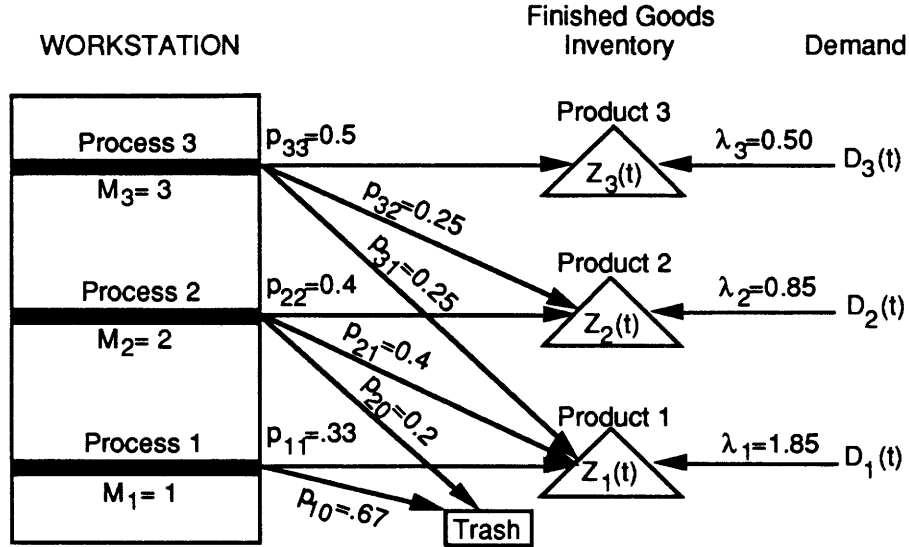 Finished Goods
WORKSTATION Inventory Demand
Product 3
Process 3 p33=0.5 λ3=0.50 D3(t)
M3= 3 Z3(t)
p32=0.25
p31=0.25
Product 2
Process 2 p22=0.4 λ2=0.85 D2(t)
M2= 2 Z2(t)
p21=0.4
p20=0.2
Product 1
Process 1 p11=.33 λ1=1.85 D1(t)
M1= 1 Z1(t)
p10=.67
Trash